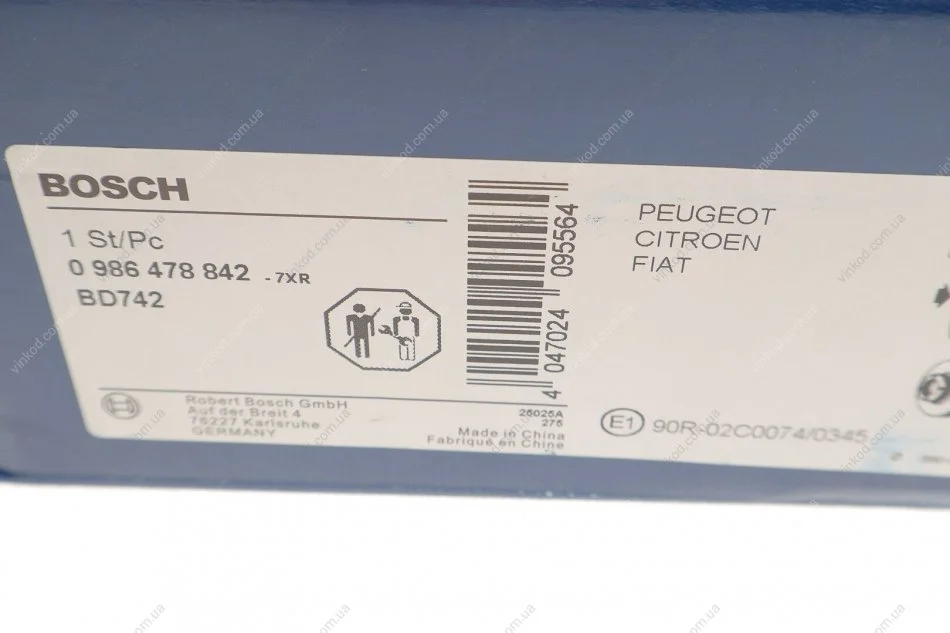 BOSCH
1 St/Pc
0 986 478 842 - 7XR
BD742
4 047024 095564
PEUGEOT
CITROEN
FIAT
Robert Bosch GmbH
Auf der Breit 4
76227 Karlsruhe
GERMANY
26025A
276
Made in China
Fabriqué en Chine
E1 90R-02C0074/0345
vinkod.com.ua